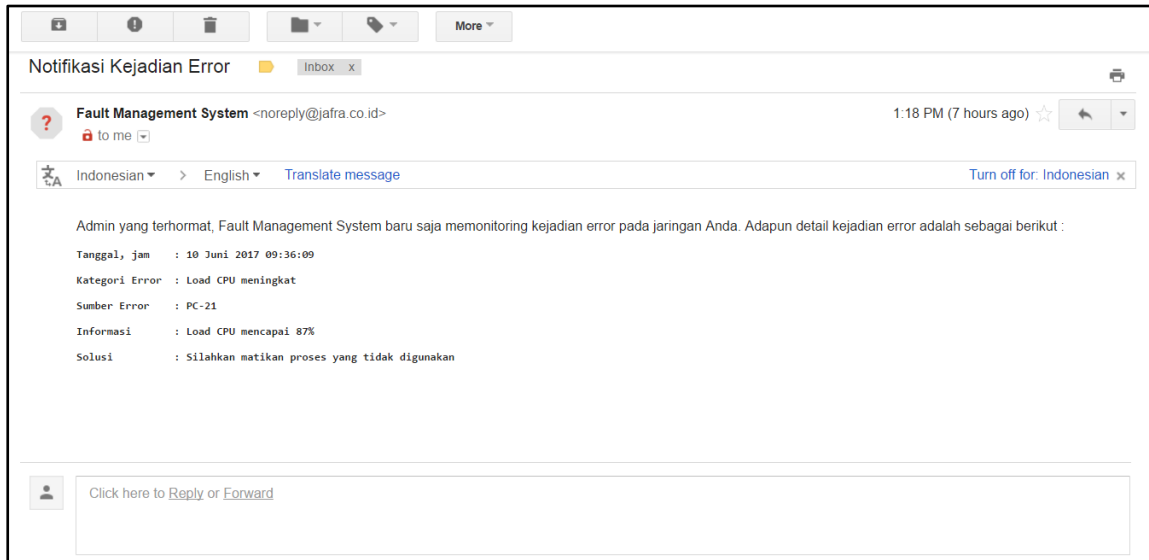 More
Notifikasi Kejadian Error Inbox x
Fault Management System <noreply@jafra.co.id> 1:18 PM (7 hours ago)
to me
Indonesian > English Translate message Turn off for: Indonesian x
Admin yang terhormat, Fault Management System baru saja memonitoring kejadian error pada jaringan Anda. Adapun detail kejadian error adalah sebagai berikut :
Tanggal, jam : 10 Juni 2017 09:36:09
Kategori Error : Load CPU meningkat
Sumber Error : PC-21
Informasi : Load CPU mencapai 87%
Solusi : Silahkan matikan proses yang tidak digunakan
Click here to Reply or Forward